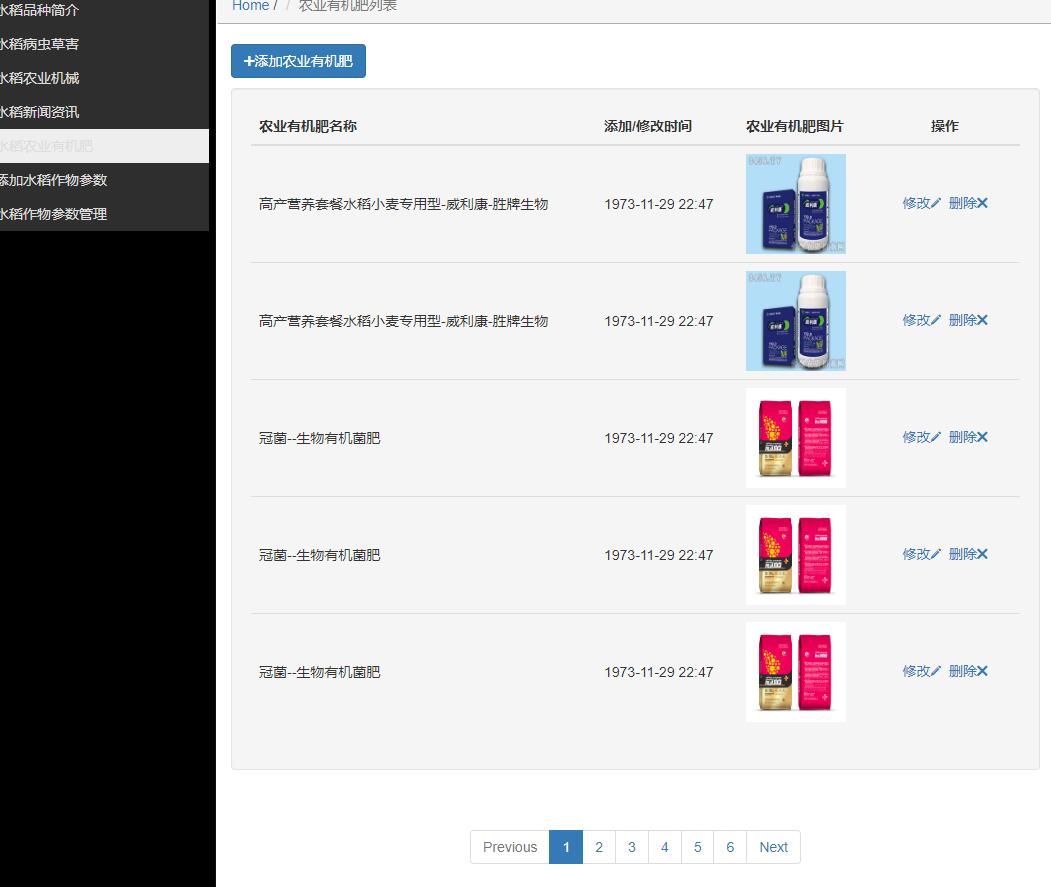 水稻品种简介
水稻病虫草害
水稻农业机械
水稻新闻资讯
水稻农业有机肥
添加水稻作物参数
水稻作物参数管理
Home / / 农业有机肥列表
+添加农业有机肥
农业有机肥名称 添加/修改时间 农业有机肥图片 操作
高产营养套餐水稻小麦专用型-威利康-胜牌生物 1973-11-29 22:47 修改 删除
高产营养套餐水稻小麦专用型-威利康-胜牌生物 1973-11-29 22:47 修改 删除
冠菌--生物有机菌肥 1973-11-29 22:47 修改 删除
冠菌--生物有机菌肥 1973-11-29 22:47 修改 删除
冠菌--生物有机菌肥 1973-11-29 22:47 修改 删除
Previous 1 2 3 4 5 6 Next